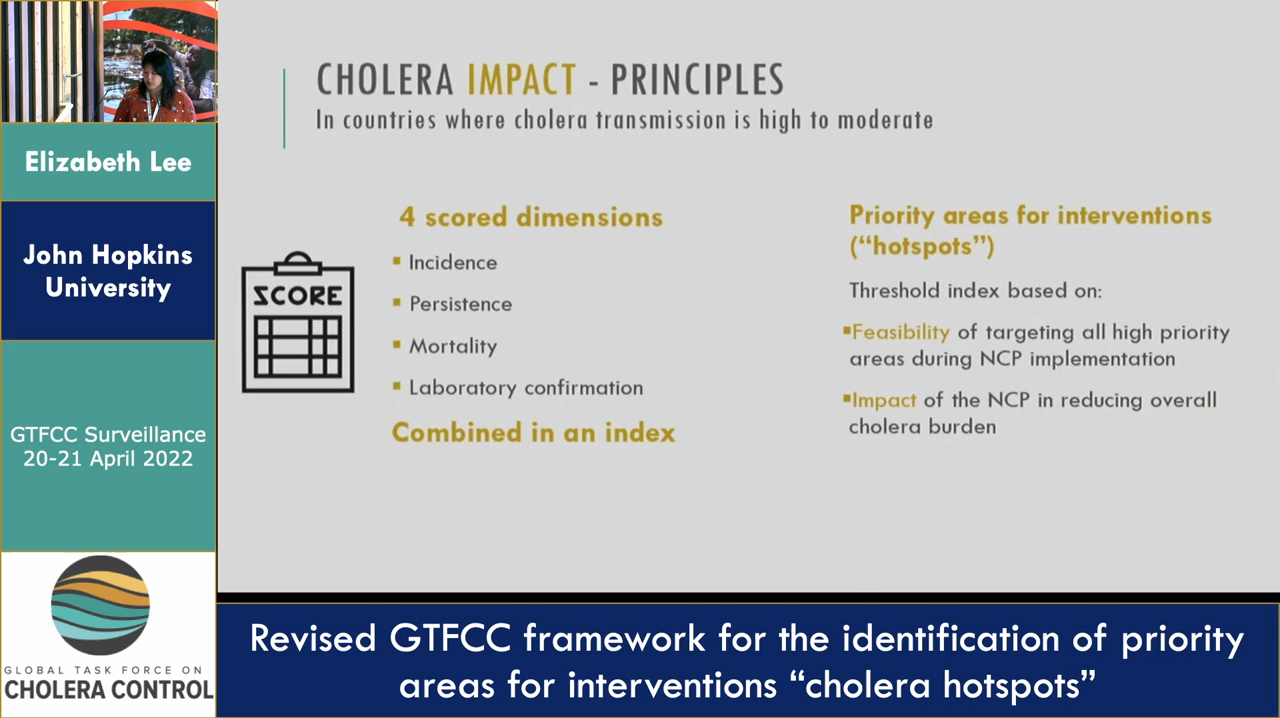 Elizabeth Lee
John Hopkins
University
GTFCC Surveillance
20-21 April 2022
GLOBAL TASK FORCE ON
CHOLERA CONTROL
CHOLERA IMPACT - PRINCIPLES
In countries where cholera transmission is high to moderate
SCORE
4 scored dimensions
▪ Incidence
▪ Persistence
▪ Mortality
▪ Laboratory confirmation
Combined in an index
Priority areas for interventions
(“hotspots”)
Threshold index based on:
▪Feasibility of targeting all high priority
areas during NCP implementation
▪Impact of the NCP in reducing overall
cholera burden
Revised GTFCC framework for the identification of priority
areas for interventions “cholera hotspots”